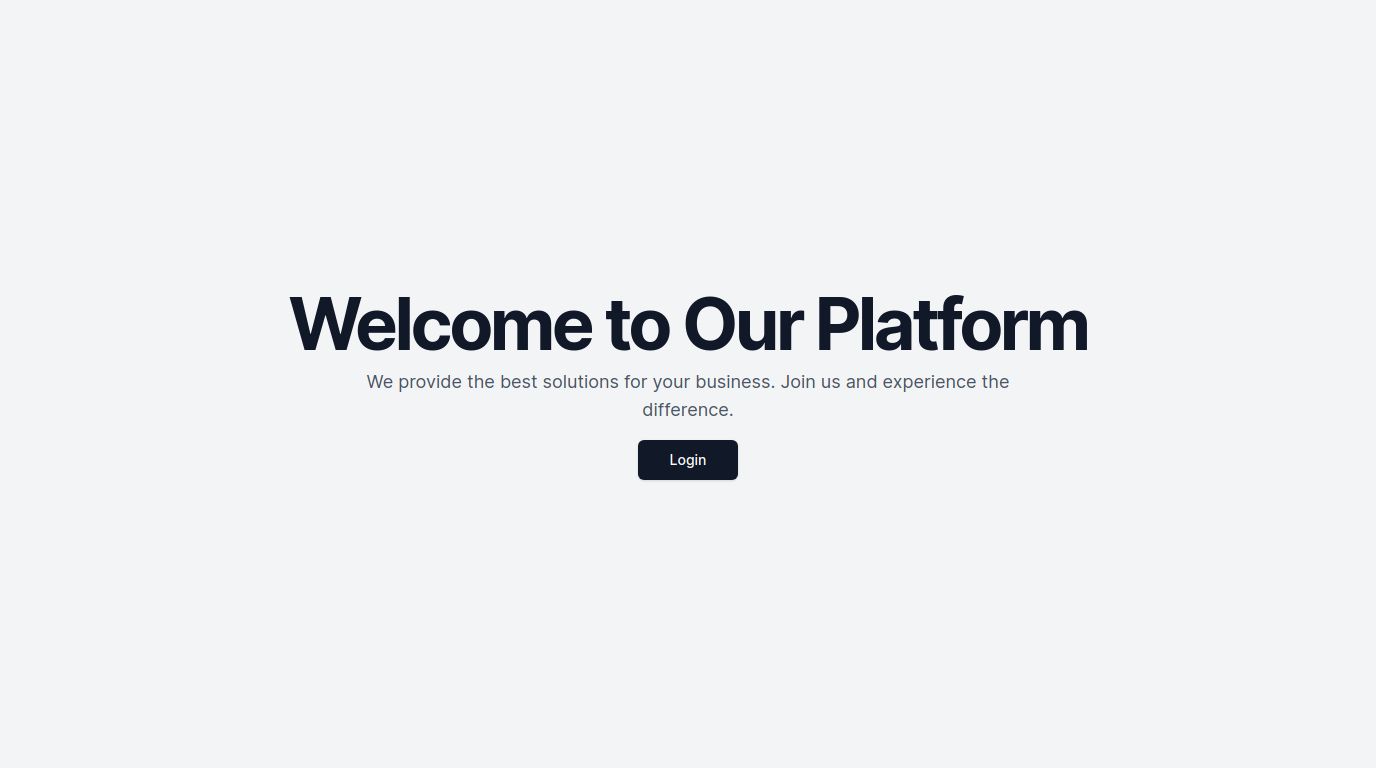 Welcome to Our Platform
We provide the best solutions for your business. Join us and experience the
difference.
Login